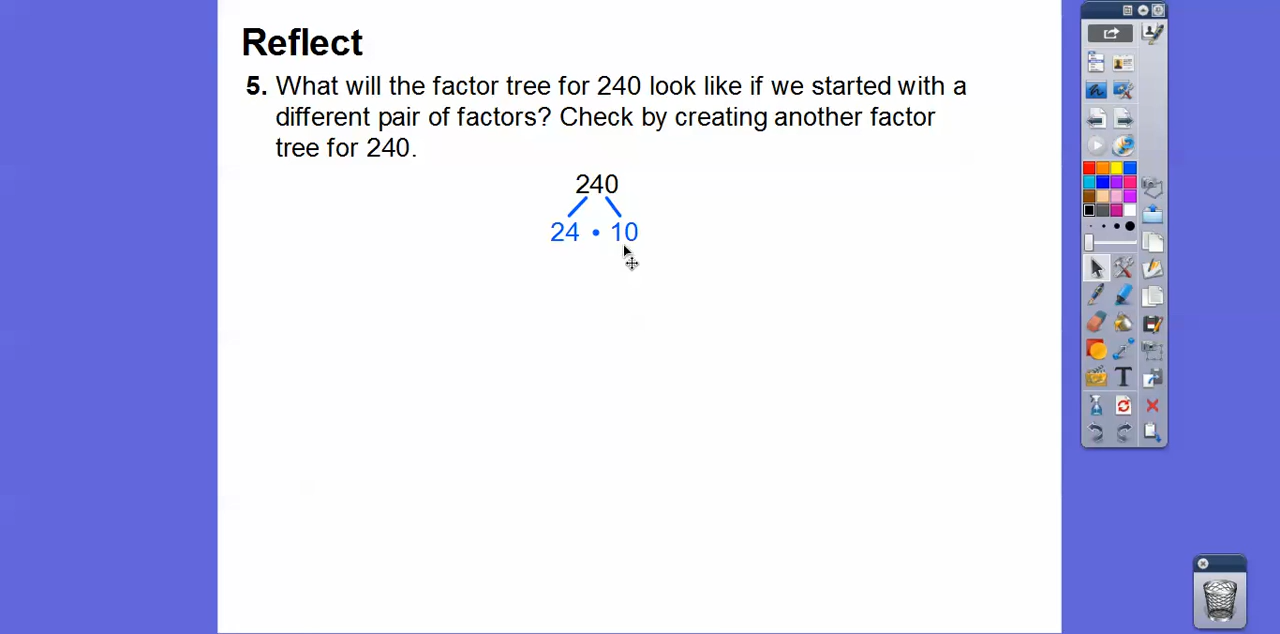 Reflect
5. What will the factor tree for 240 look like if we started with a
different pair of factors? Check by creating another factor
tree for 240.
240
24 • 10
T